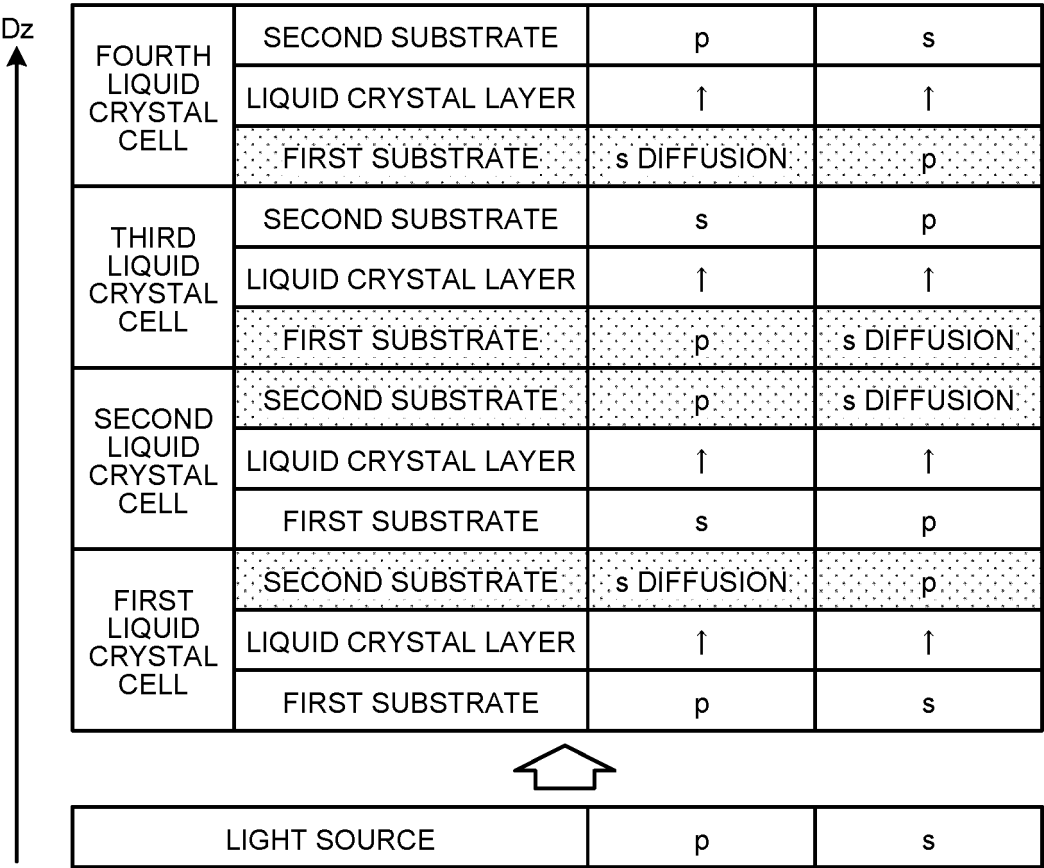 Dz
FOURTH
LIQUID
CRYSTAL
CELL
SECOND SUBSTRATE p s
LIQUID CRYSTAL LAYER ↑ ↑
FIRST SUBSTRATE s DIFFUSION p
THIRD
LIQUID
CRYSTAL
CELL
SECOND SUBSTRATE s p
LIQUID CRYSTAL LAYER ↑ ↑
FIRST SUBSTRATE p s DIFFUSION
SECOND
LIQUID
CRYSTAL
CELL
SECOND SUBSTRATE p s DIFFUSION
LIQUID CRYSTAL LAYER ↑ ↑
FIRST SUBSTRATE s p
FIRST
LIQUID
CRYSTAL
CELL
SECOND SUBSTRATE s DIFFUSION p
LIQUID CRYSTAL LAYER ↑ ↑
FIRST SUBSTRATE p s
LIGHT SOURCE p s